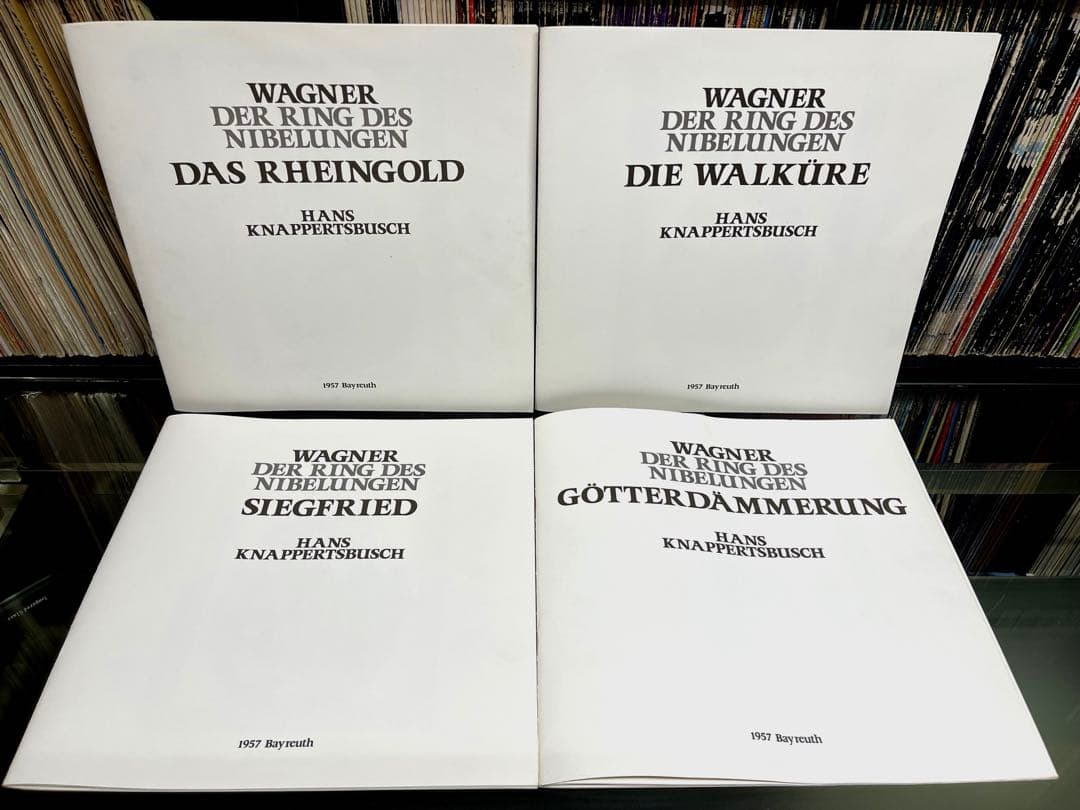 WAGNER
DER RING DES
NIBELUNGEN
DAS RHEINGOLD
HANS
KNAPPERTSBUSCH
1957 Bayreuth
WAGNER
DER RING DES
NIBELUNGEN
DIE WALKÜRE
HANS
KNAPPERTSBUSCH
1957 Bayreuth
WAGNER
DER RING DES
NIBELUNGEN
SIEGFRIED
HANS
KNAPPERTSBUSCH
1957 Bayreuth
WAGNER
DER RING DES
NIBELUNGEN
GÖTTERDÄMMERUNG
HANS
KNAPPERTSBUSCH
1957 Bayreuth
Tempered Glass